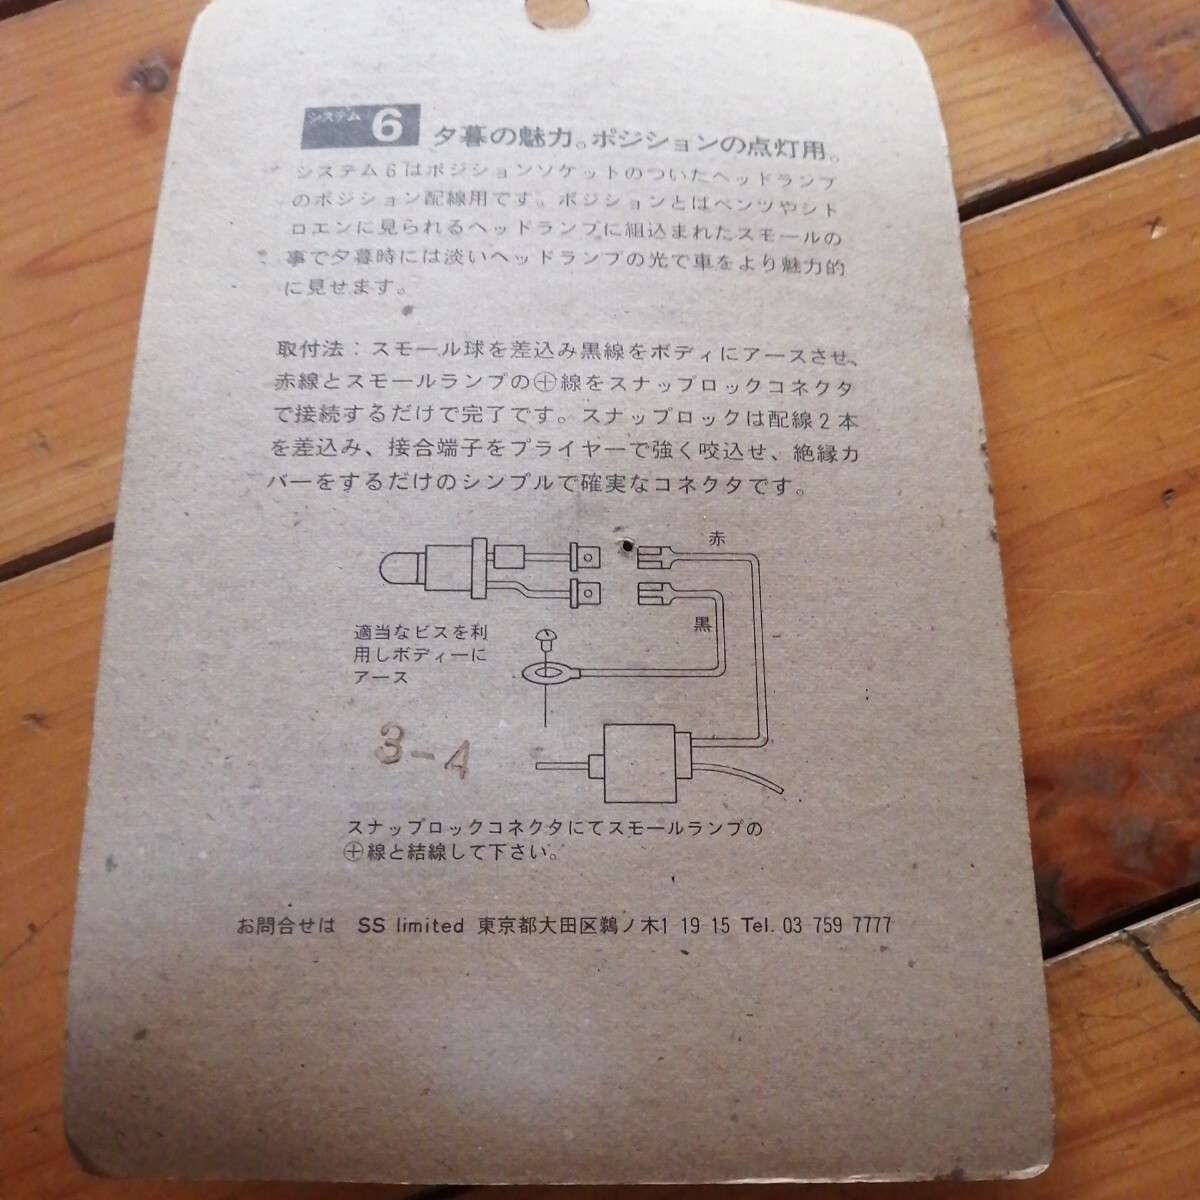 システム 6 夕暮の魅力。ポジションの点灯用。
システム6はポジションソケットのついたヘッドランプ
のポジション配線用です。ポジションとはベンツやシト
ロエンに見られるヘッドランプに組込まれたスモールの
事で夕暮時には淡いヘッドランプの光で車をより魅力的
に見せます。
取付法：スモール球を差込み黒線をボディにアースさせ、
赤線とスモールランプの⊕線をスナップロックコネクタ
で接続するだけで完了です。スナップロックは配線2本
を差込み、接合端子をプライヤーで強く咬込せ、絶縁カ
バーをするだけのシンプルで確実なコネクタです。
赤
黒
適当なビスを利
用しボディーに
アース
3-4
スナップロックコネクタにてスモールランプの
⊕線と結線して下さい。
お問合せは SS limited 東京都大田区鵜ノ木1 19 15 Tel. 03 759 7777